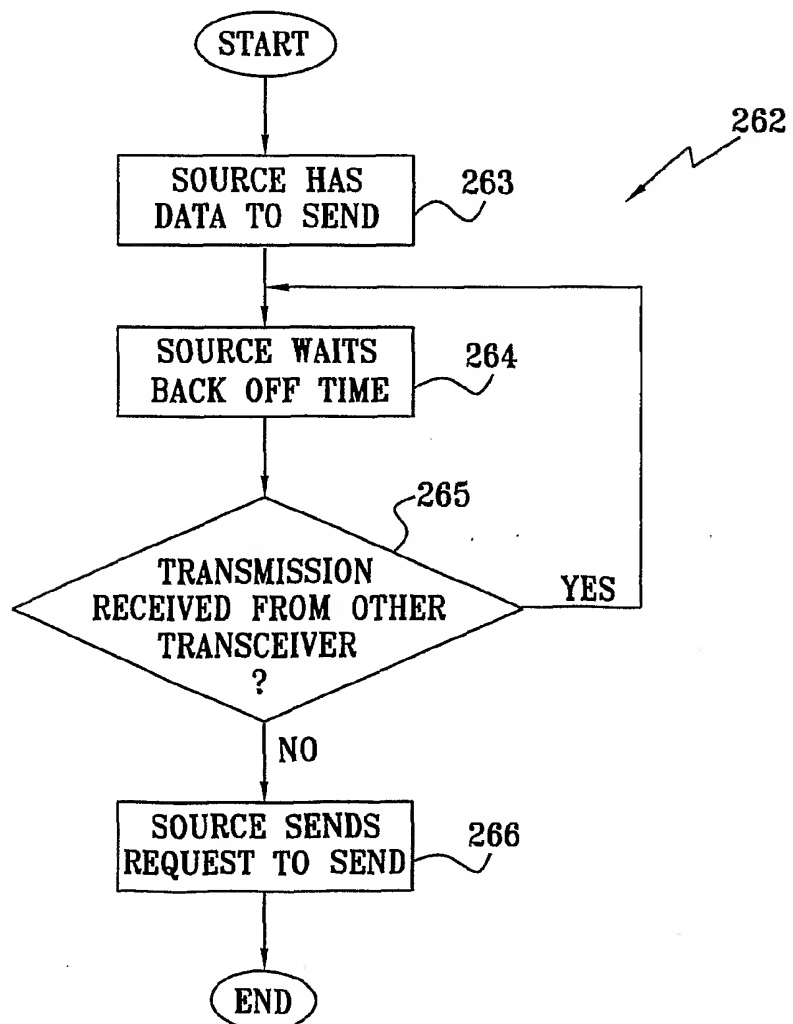 START
262
SOURCE HAS
DATA TO SEND
263
SOURCE WAITS
BACK OFF TIME
264
265
TRANSMISSION
RECEIVED FROM OTHER
TRANSCEIVER
?
YES
NO
SOURCE SENDS
REQUEST TO SEND
266
END